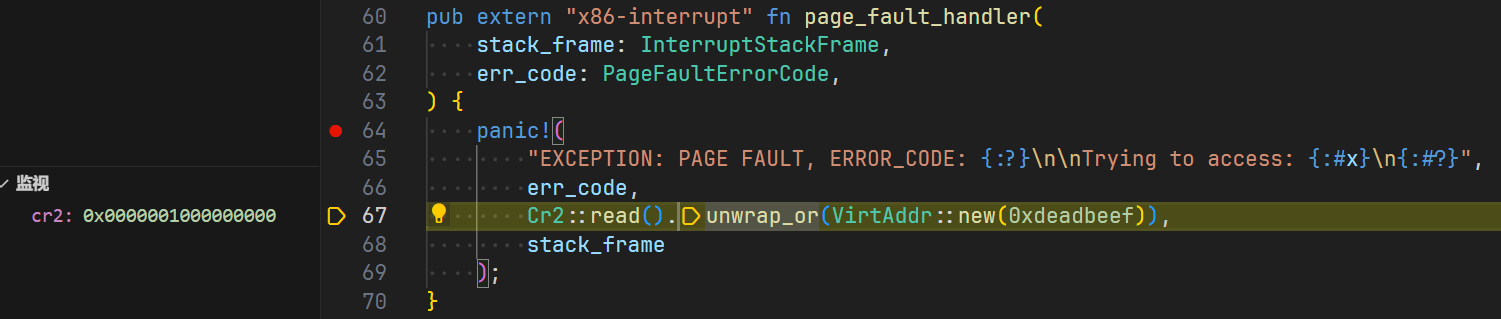 60 pub extern "x86-interrupt" fn page_fault_handler(
61     stack_frame: InterruptStackFrame,
62     err_code: PageFaultErrorCode,
63 ) {
64     panic!(
65         "EXCEPTION: PAGE FAULT, ERROR_CODE: {:?}\n\nTrying to access: {:#x}\n{:#?}",
66         err_code,
67         Cr2::read().unwrap_or(VirtAddr::new(0xdeadbeef)),
68         stack_frame
69     );
70 }
监视
cr2: 0x0000001000000000